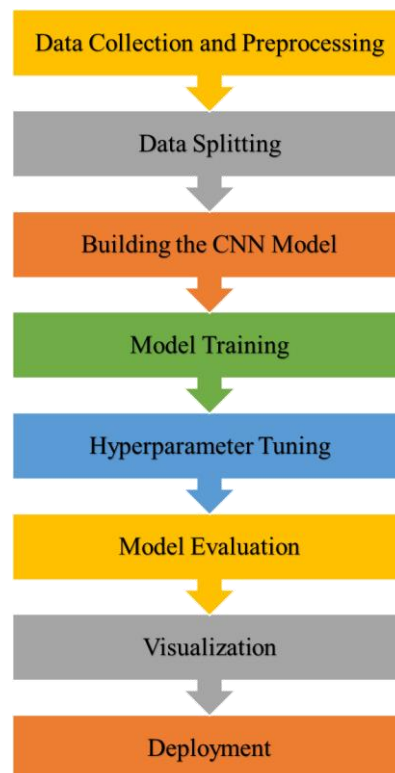 Data Collection and Preprocessing
Data Splitting
Building the CNN Model
Model Training
Hyperparameter Tuning
Model Evaluation
Visualization
Deployment